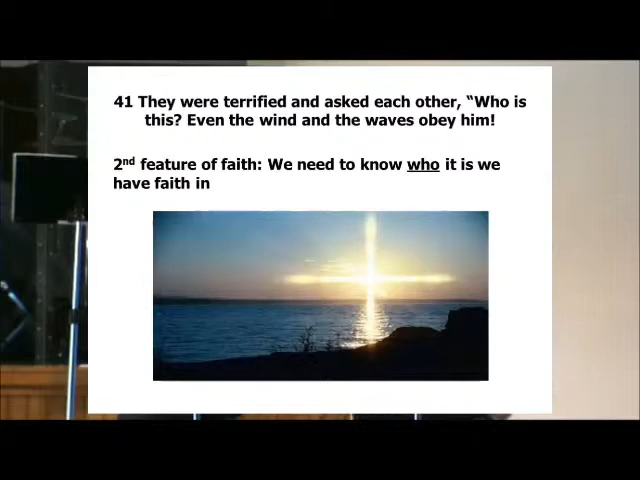 41 They were terrified and asked each other, “Who is
this? Even the wind and the waves obey him!
2nd feature of faith: We need to know who it is we
have faith in